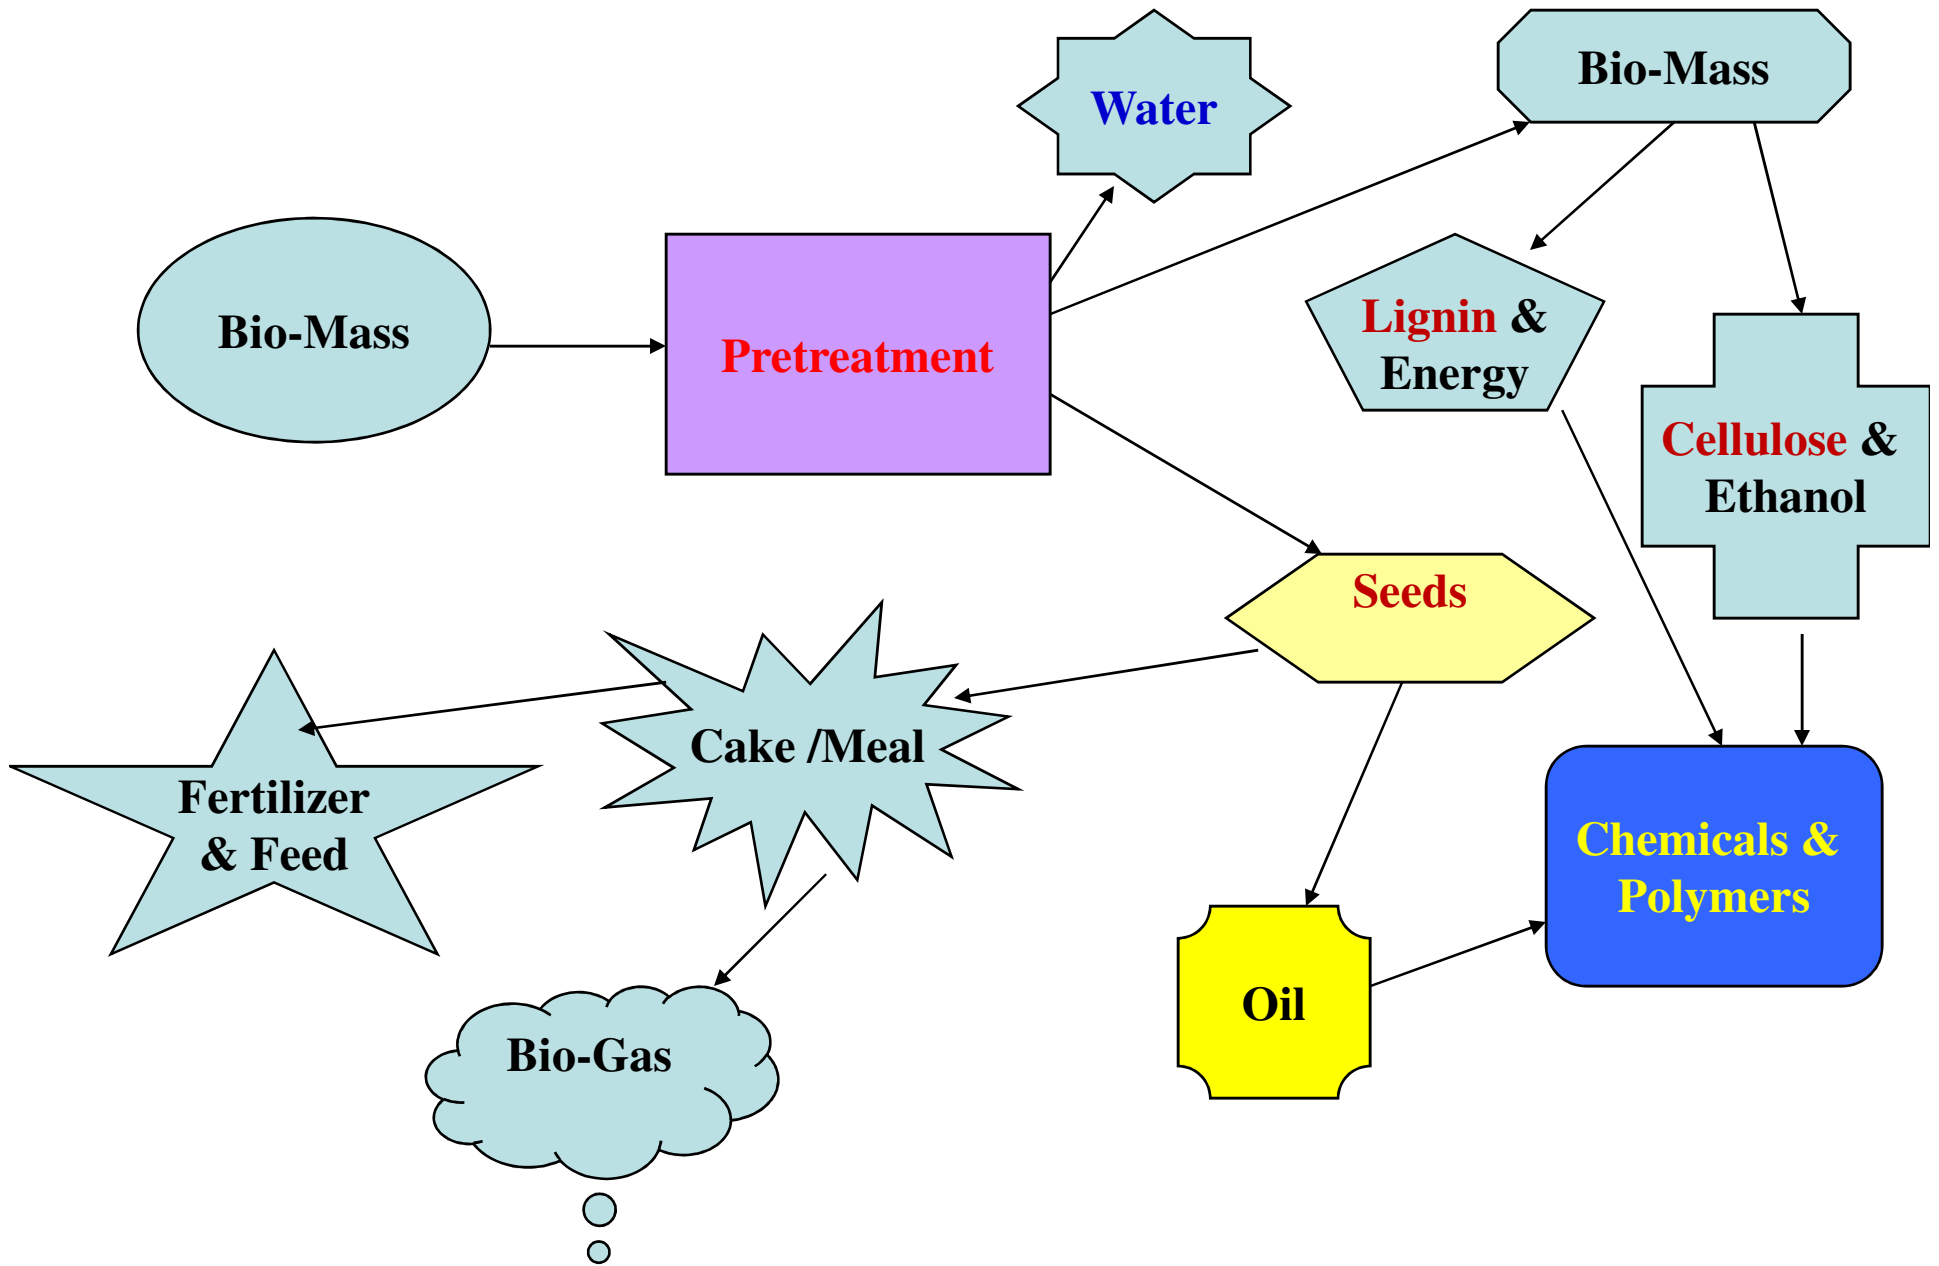 Water
Bio-Mass
Bio-Mass
Pretreatment
Lignin &
Energy
Cellulose &
Ethanol
Seeds
Cake /Meal
Fertilizer
& Feed
Chemicals &
Polymers
Oil
Bio-Gas